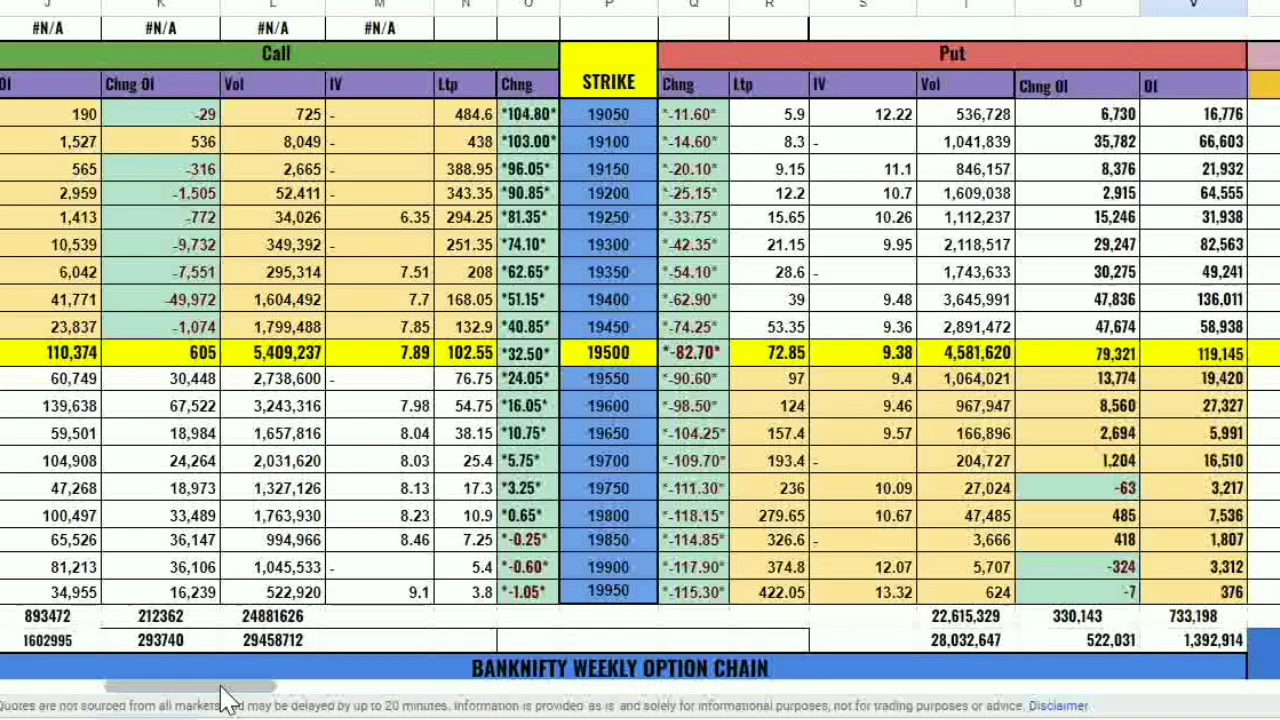 J K L M N O P Q R S T U V
#N/A #N/A #N/A #N/A
Call Put
OI Chng OI Vol IV Ltp Chng STRIKE Chng Ltp IV Vol Chng OI OI
190 -29 725 - 484.6 *104.80* 19050 *-11.60* 5.9 12.22 536,728 6,730 16,776
1,527 536 8,049 - 438 *103.00* 19100 *-14.60* 8.3 - 1,041,839 35,782 66,603
565 -316 2,665 - 388.95 *96.05* 19150 *-20.10* 9.15 11.1 846,157 8,376 21,932
2,959 -1,505 52,411 - 343.35 *90.85* 19200 *-25.15* 12.2 10.7 1,609,038 2,915 64,555
1,413 -772 34,026 6.35 294.25 *81.35* 19250 *-33.75* 15.65 10.26 1,112,237 15,246 31,938
10,539 -9,732 349,392 - 251.35 *74.10* 19300 *-42.35* 21.15 9.95 2,118,517 29,247 82,563
6,042 -7,551 295,314 7.51 208 *62.65* 19350 *-54.10* 28.6 - 1,743,633 30,275 49,241
41,771 -49,972 1,604,492 7.7 168.05 *51.15* 19400 *-62.90* 39 9.48 3,645,991 47,836 136,011
23,837 -1,074 1,799,488 7.85 132.9 *40.85* 19450 *-74.25* 53.35 9.36 2,891,472 47,674 58,938
110,374 605 5,409,237 7.89 102.55 *32.50* 19500 *-82.70* 72.85 9.38 4,581,620 79,321 119,145
60,749 30,448 2,738,600 - 76.75 *24.05* 19550 *-90.60* 97 9.4 1,064,021 13,774 19,420
139,638 67,522 3,243,316 7.98 54.75 *16.05* 19600 *-98.50* 124 9.46 967,947 8,560 27,327
59,501 18,984 1,657,816 8.04 38.15 *10.75* 19650 *-104.25* 157.4 9.57 166,896 2,694 5,991
104,908 24,264 2,031,620 8.03 25.4 *5.75* 19700 *-109.70* 193.4 - 204,727 1,204 16,510
47,268 18,973 1,327,126 8.13 17.3 *3.25* 19750 *-111.30* 236 10.09 27,024 -63 3,217
100,497 33,489 1,763,930 8.23 10.9 *0.65* 19800 *-118.15* 279.65 10.67 47,485 485 7,536
65,526 36,147 994,966 8.46 7.25 *-0.25* 19850 *-114.85* 326.6 - 3,666 418 1,807
81,213 36,106 1,045,533 - 5.4 *-0.60* 19900 *-117.90* 374.8 12.07 5,707 -324 3,312
34,955 16,239 522,920 9.1 3.8 *-1.05* 19950 *-115.30* 422.05 13.32 624 -7 376
893472 212362 24881626 22,615,329 330,143 733,198
1602995 293740 29458712 28,032,647 522,031 1,392,914
BANKNIFTY WEEKLY OPTION CHAIN
Quotes are not sourced from all markets and may be delayed by up to 20 minutes. Information is provided 'as is' and solely for informational purposes, not for trading purposes or advice. Disclaimer